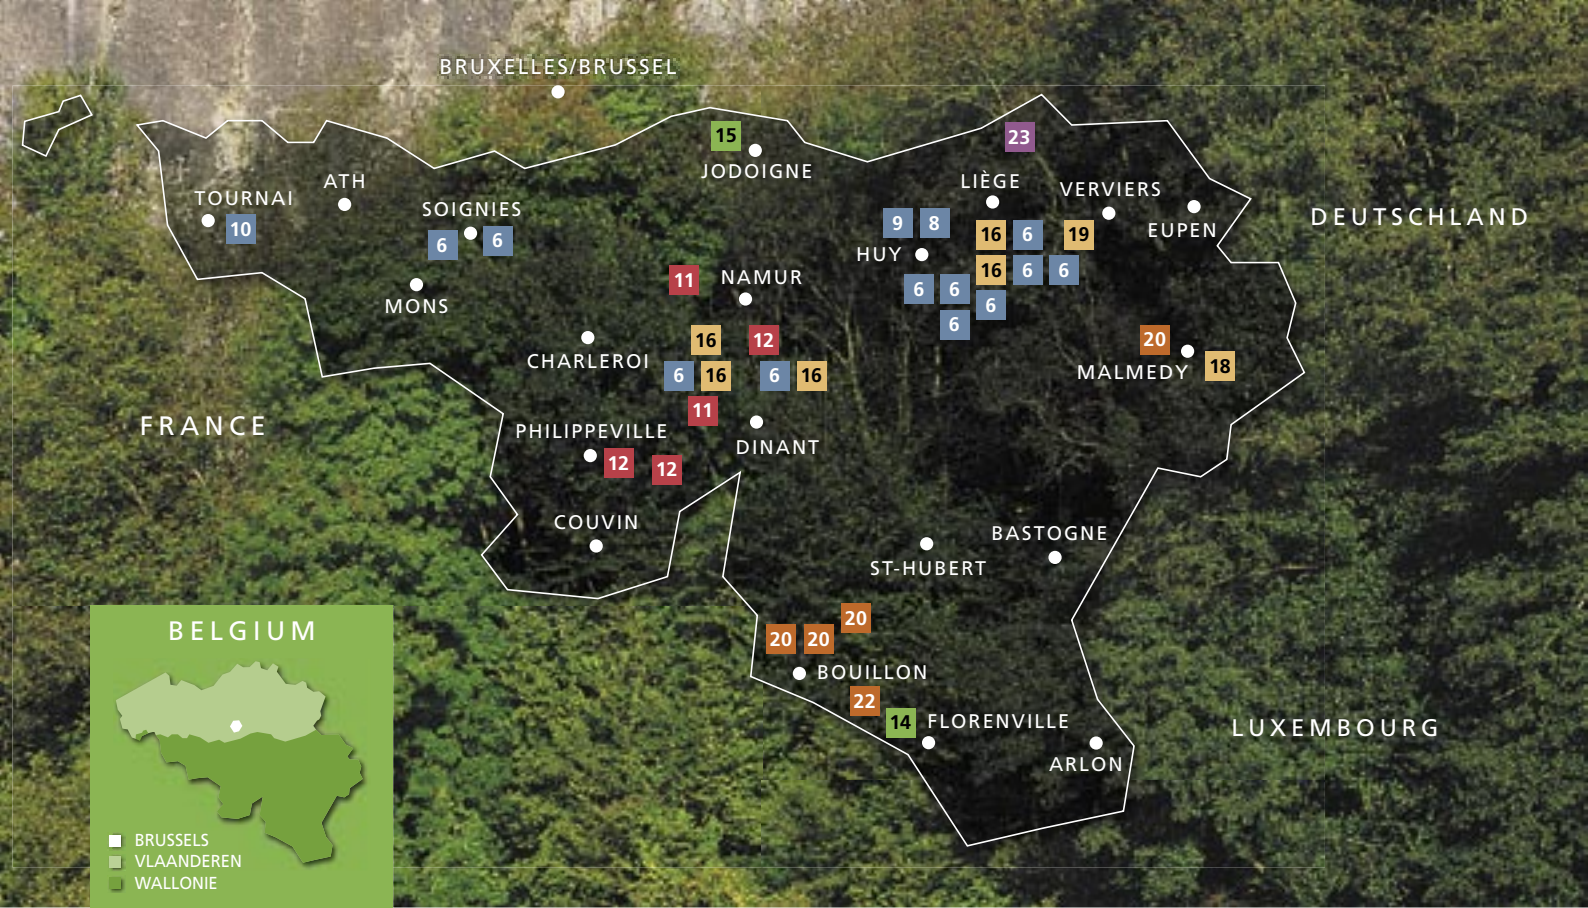 BRUXELLES/BRUSSEL
15
JODOIGNE
23
TOURNAI
10
ATH
SOIGNIES
6 6
MONS
LIÈGE
VERVIERS
EUPEN
9 8
HUY
16 6 19
16 6 6
6 6
6
6
DEUTSCHLAND
11
NAMUR
CHARLEROI
16 12
6 16 6 16
11
DINANT
20
MALMEDY
18
FRANCE
PHILIPPEVILLE
12 12
COUVIN
BASTOGNE
ST-HUBERT
20 20 20
BOUILLON
22
14
FLORENVILLE
ARLON
LUXEMBOURG
BELGIUM
BRUSSELS
VLAANDEREN
WALLONIE